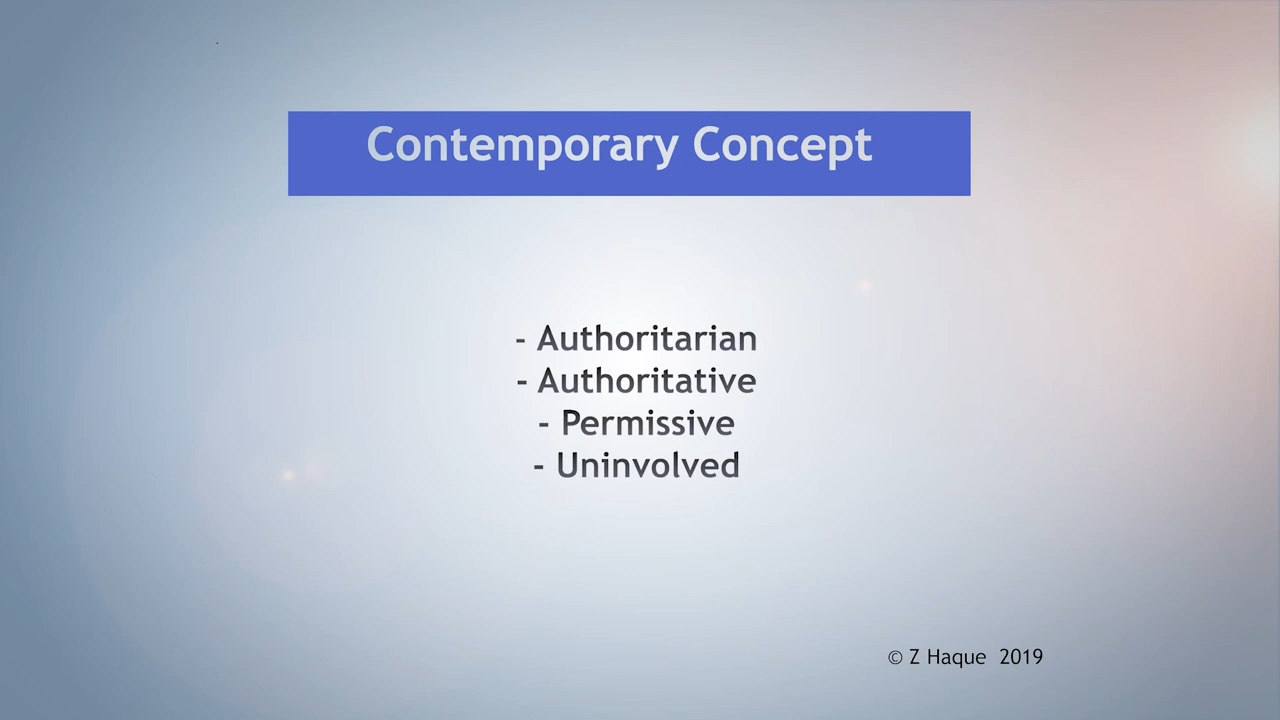 Contemporary Concept
- Authoritarian
- Authoritative
- Permissive
- Uninvolved
© Z Haque 2019